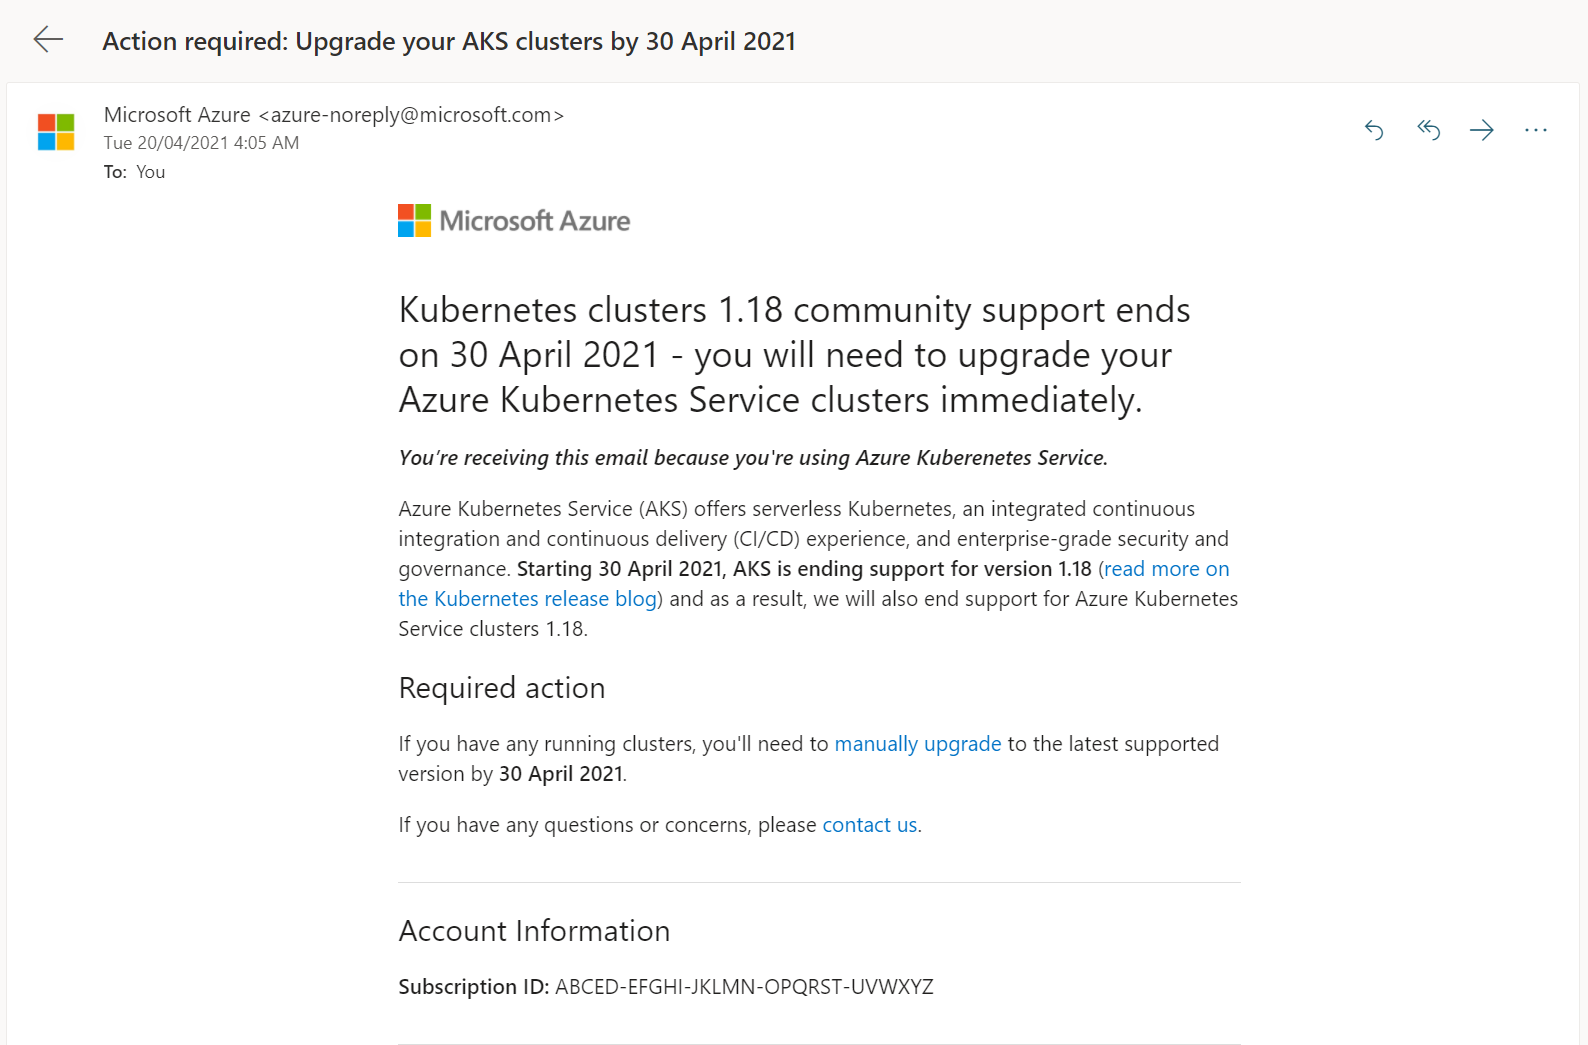 Action required: Upgrade your AKS clusters by 30 April 2021
Microsoft Azure <azure-noreply@microsoft.com>
Tue 20/04/2021 4:05 AM
To: You
Microsoft Azure
Kubernetes clusters 1.18 community support ends
on 30 April 2021 - you will need to upgrade your
Azure Kubernetes Service clusters immediately.
You’re receiving this email because you're using Azure Kuberenetes Service.
Azure Kubernetes Service (AKS) offers serverless Kubernetes, an integrated continuous
integration and continuous delivery (CI/CD) experience, and enterprise-grade security and
governance. Starting 30 April 2021, AKS is ending support for version 1.18 (read more on
the Kubernetes release blog) and as a result, we will also end support for Azure Kubernetes
Service clusters 1.18.
Required action
If you have any running clusters, you'll need to manually upgrade to the latest supported
version by 30 April 2021.
If you have any questions or concerns, please contact us.
Account Information
Subscription ID: ABCED-EFGHI-JKLMN-OPQRST-UVWXYZ